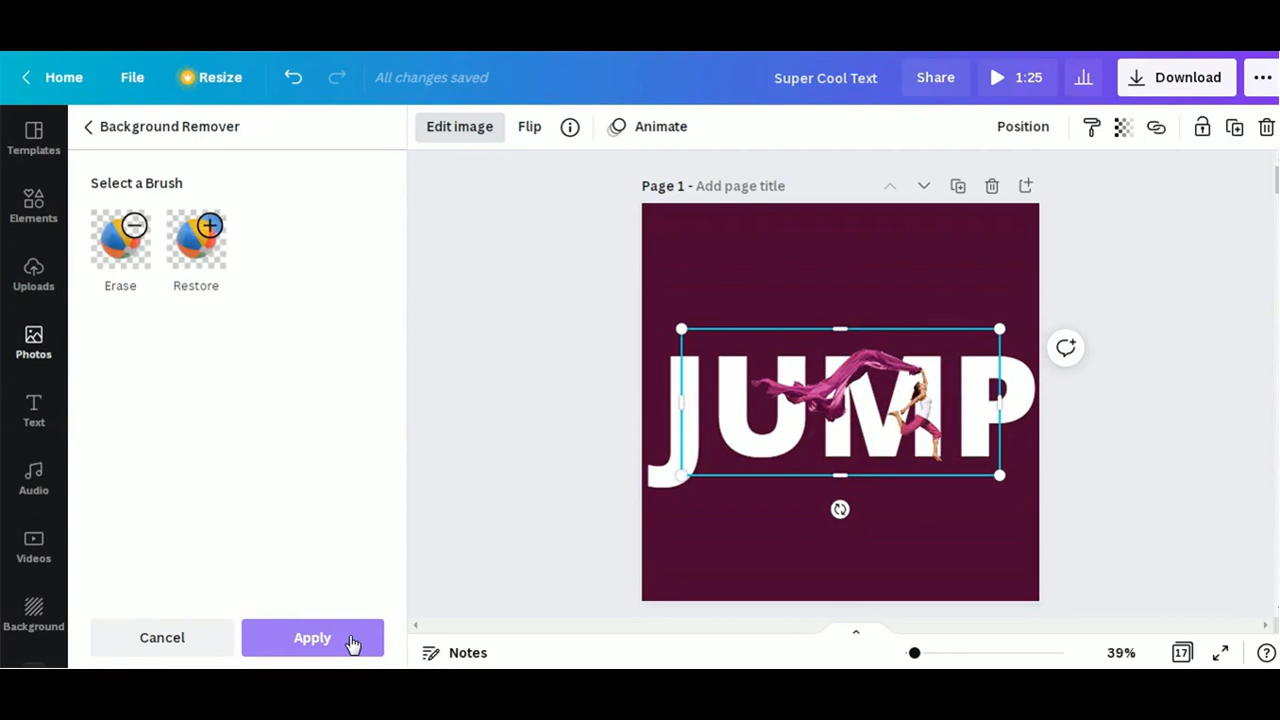 Home File Resize All changes saved Super Cool Text Share 1:25 Download
Background Remover Edit image Flip Animate Position
Templates
Select a Brush
Page 1 - Add page title
Elements
Erase Restore
Uploads
Photos
JUMP
Text
Audio
Videos
Background
Cancel Apply
Notes 39% 17 ?